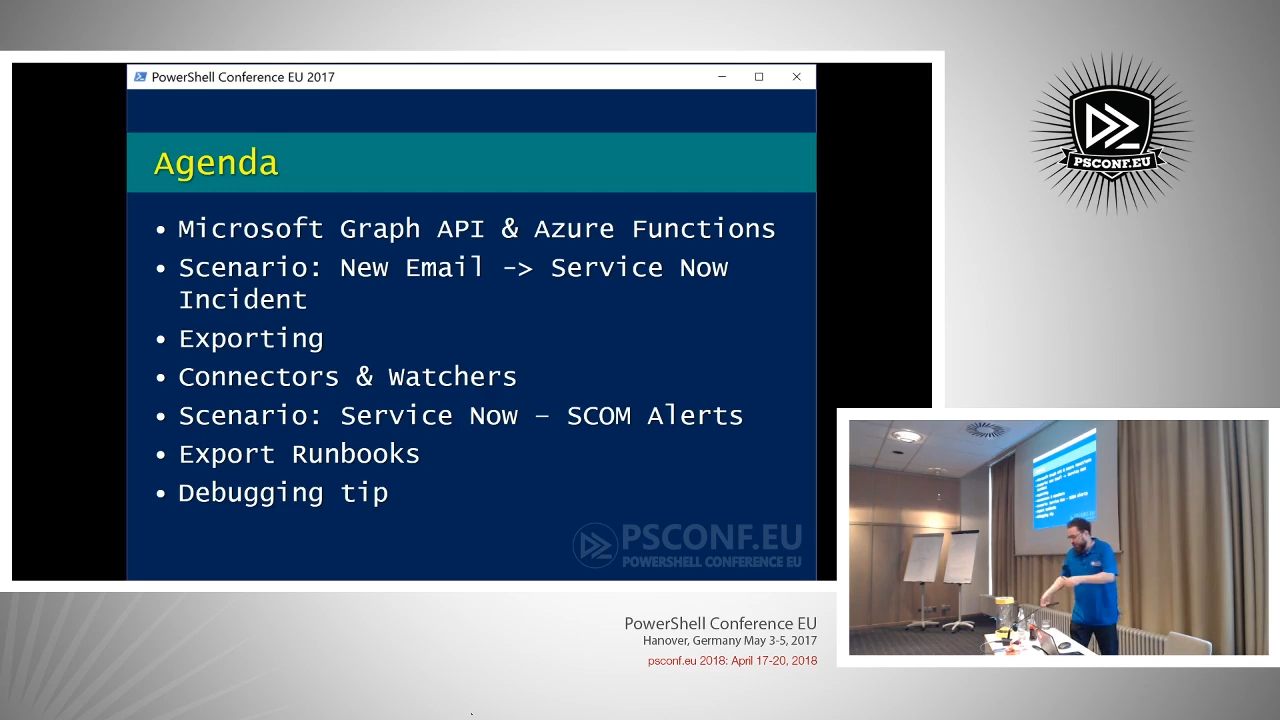 PowerShell Conference EU 2017
Agenda
• Microsoft Graph API & Azure Functions
• Scenario: New Email -> Service Now
Incident
• Exporting
• Connectors & Watchers
• Scenario: Service Now – SCOM Alerts
• Export Runbooks
• Debugging tip
PSCONF.EU
POWERSHELL CONFERENCE EU
PSCONF.EU
PowerShell Conference EU
Hanover, Germany May 3-5, 2017
psconf.eu 2018: April 17-20, 2018